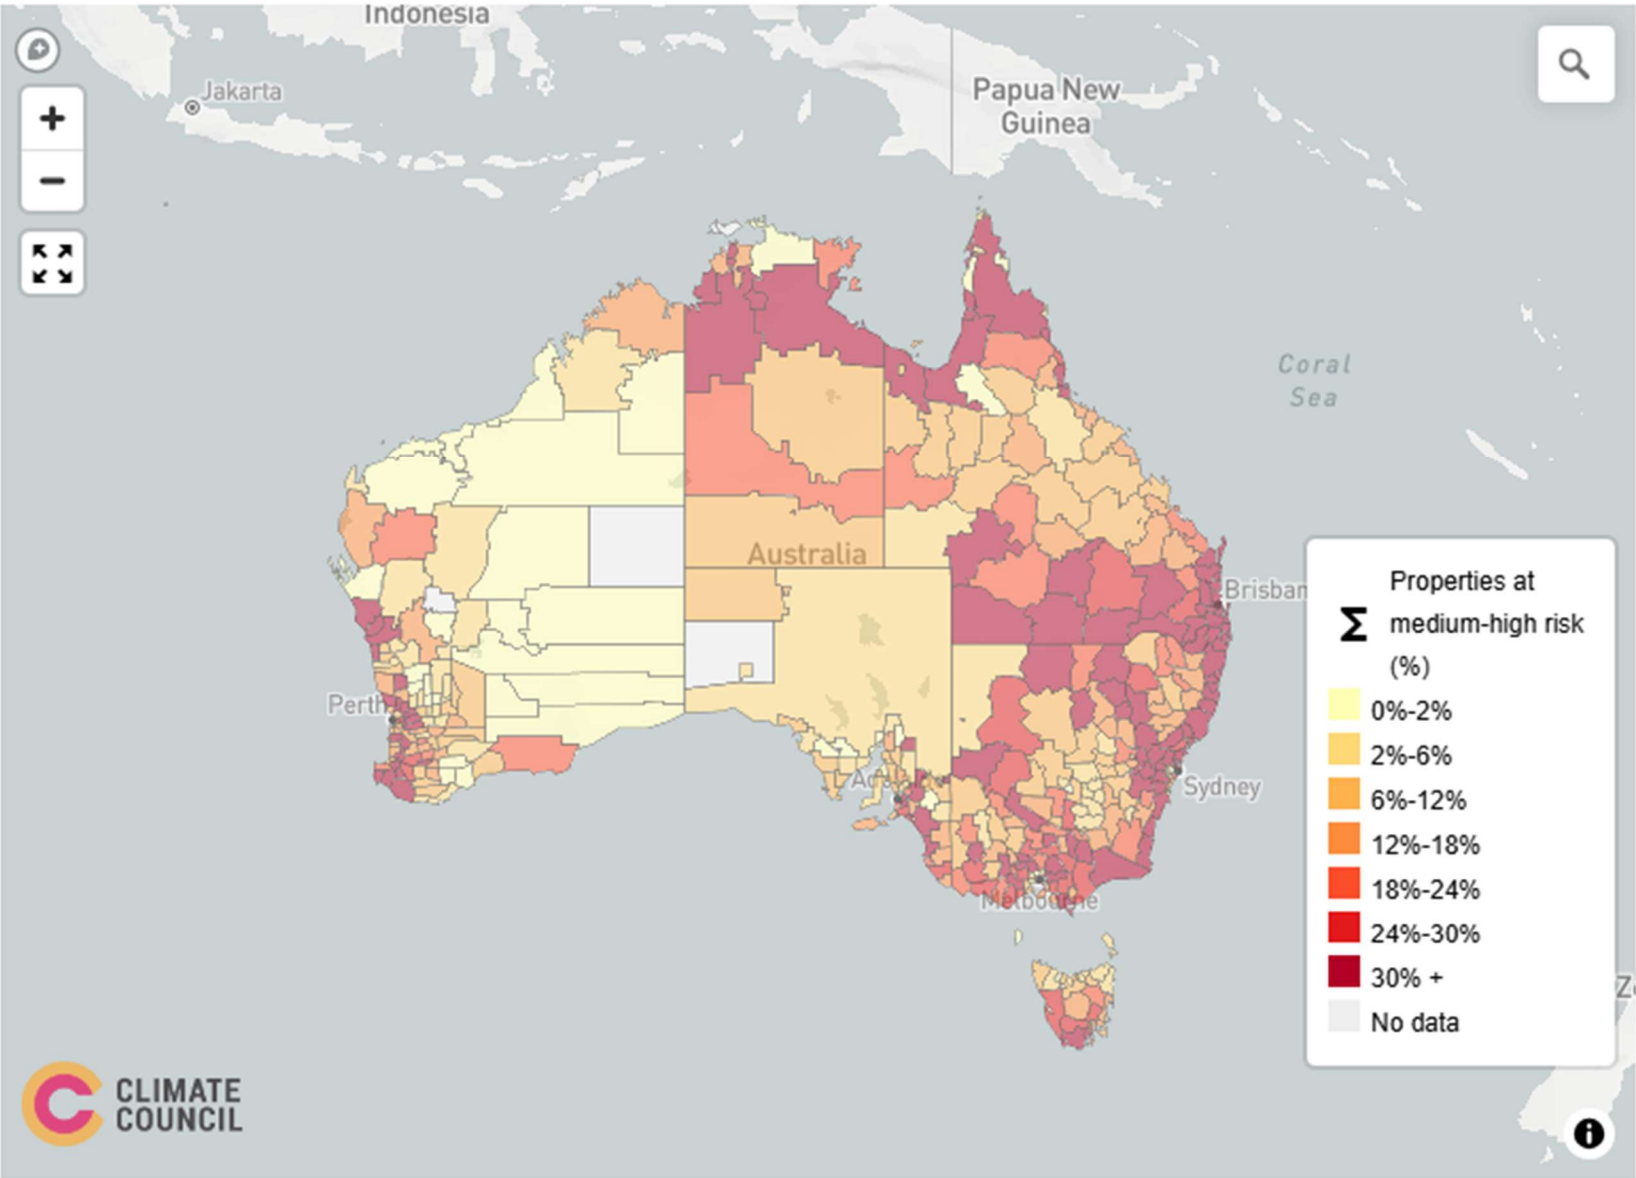 Indonesia
Jakarta
Papua New
Guinea
Coral
Sea
Australia
Brisban
Perth
Sydney
Melbourne
Properties at
Σ medium-high risk
(%)
0%-2%
2%-6%
6%-12%
12%-18%
18%-24%
24%-30%
30% +
No data
Ze
CLIMATE
COUNCIL